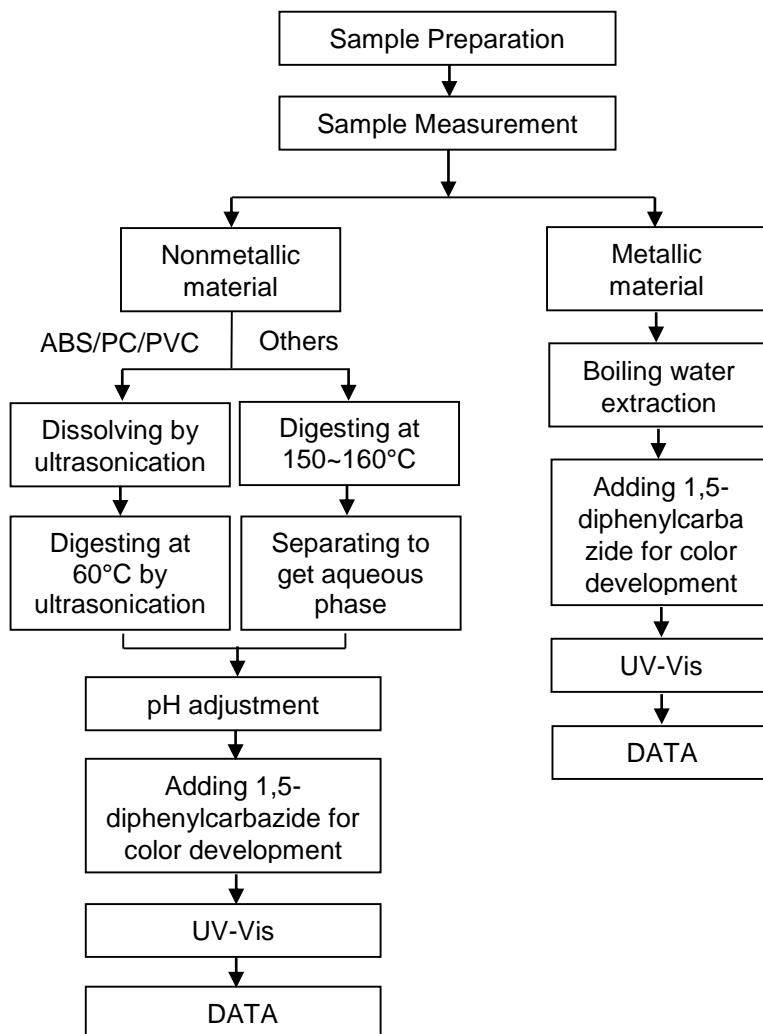 Sample Preparation
Sample Measurement
Nonmetallic
material
Metallic
material
ABS/PC/PVC
Others
Boiling water
extraction
Dissolving by
ultrasonication
Digesting at
150~160°C
Adding 1,5-
diphenylcarba
zide for color
development
Digesting at
60°C by
ultrasonication
Separating to
get aqueous
phase
UV-Vis
pH adjustment
DATA
Adding 1,5-
diphenylcarbazide for
color development
UV-Vis
DATA